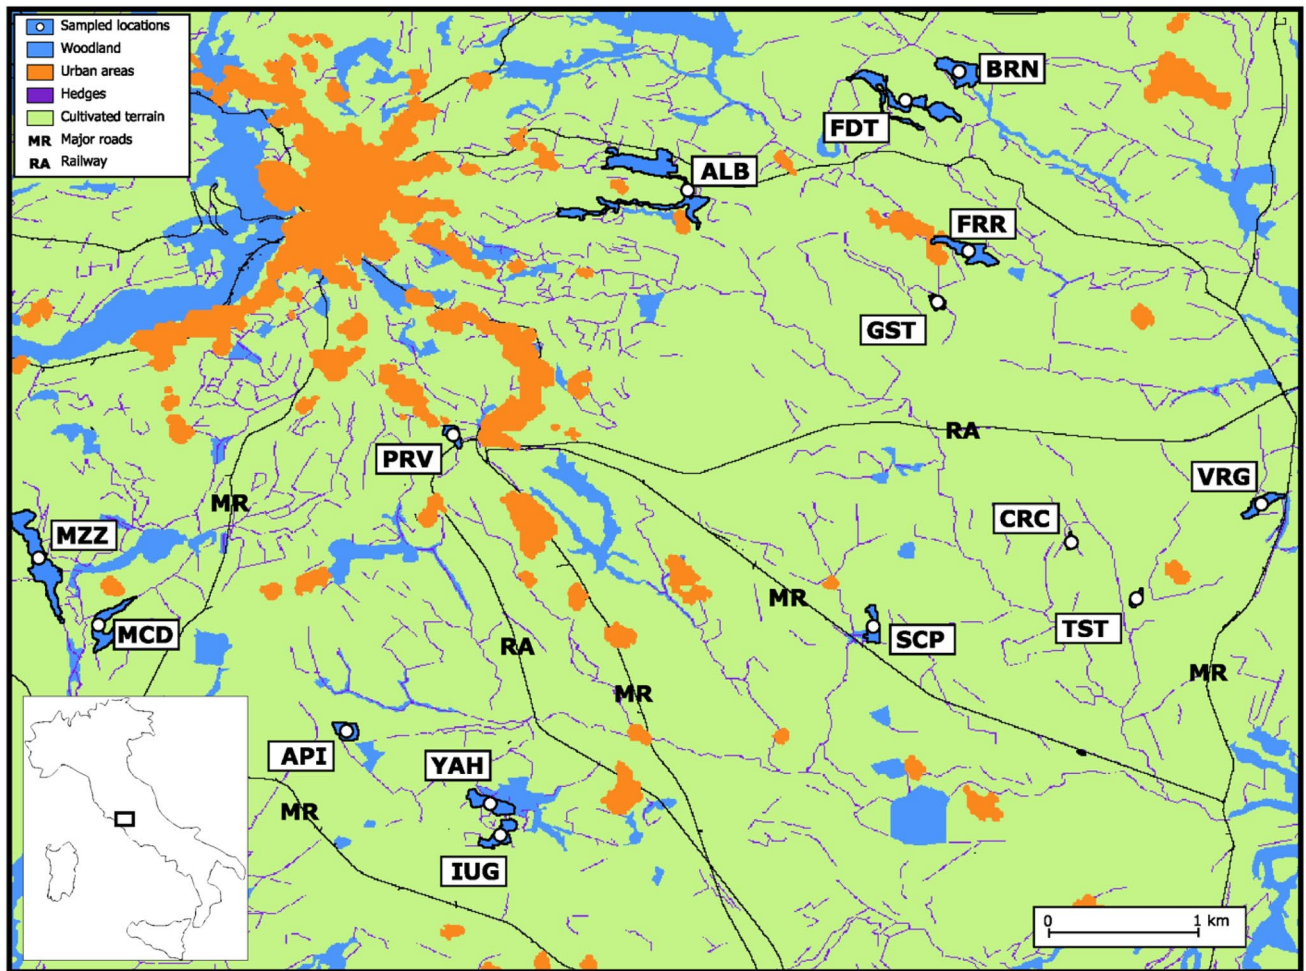 Sampled locations
Woodland
Urban areas
Hedges
Cultivated terrain
MR Major roads
RA Railway
BRN
FDT
ALB
FRR
GST
RA
PRV
VRG
MR
CRC
MZZ
MR
TST
MCD
SCP
RA
MR
MR
API
YAH
MR
IUG
0 1 km